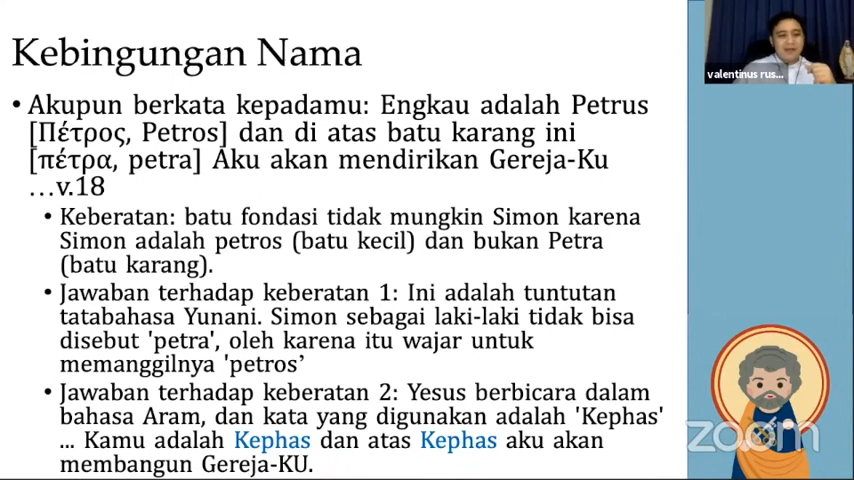 Kebingungan Nama
• Akupun berkata kepadamu: Engkau adalah Petrus
[Πέτρος, Petros] dan di atas batu karang ini
[πέτρα, petra] Aku akan mendirikan Gereja-Ku
…v.18
• Keberatan: batu fondasi tidak mungkin Simon karena
Simon adalah petros (batu kecil) dan bukan Petra
(batu karang).
• Jawaban terhadap keberatan 1: Ini adalah tuntutan
tatabahasa Yunani. Simon sebagai laki-laki tidak bisa
disebut 'petra', oleh karena itu wajar untuk
memanggilnya 'petros’
• Jawaban terhadap keberatan 2: Yesus berbicara dalam
bahasa Aram, dan kata yang digunakan adalah 'Kephas'
... Kamu adalah Kephas dan atas Kephas aku akan
membangun Gereja-KU.
valentinus rus...
zoom